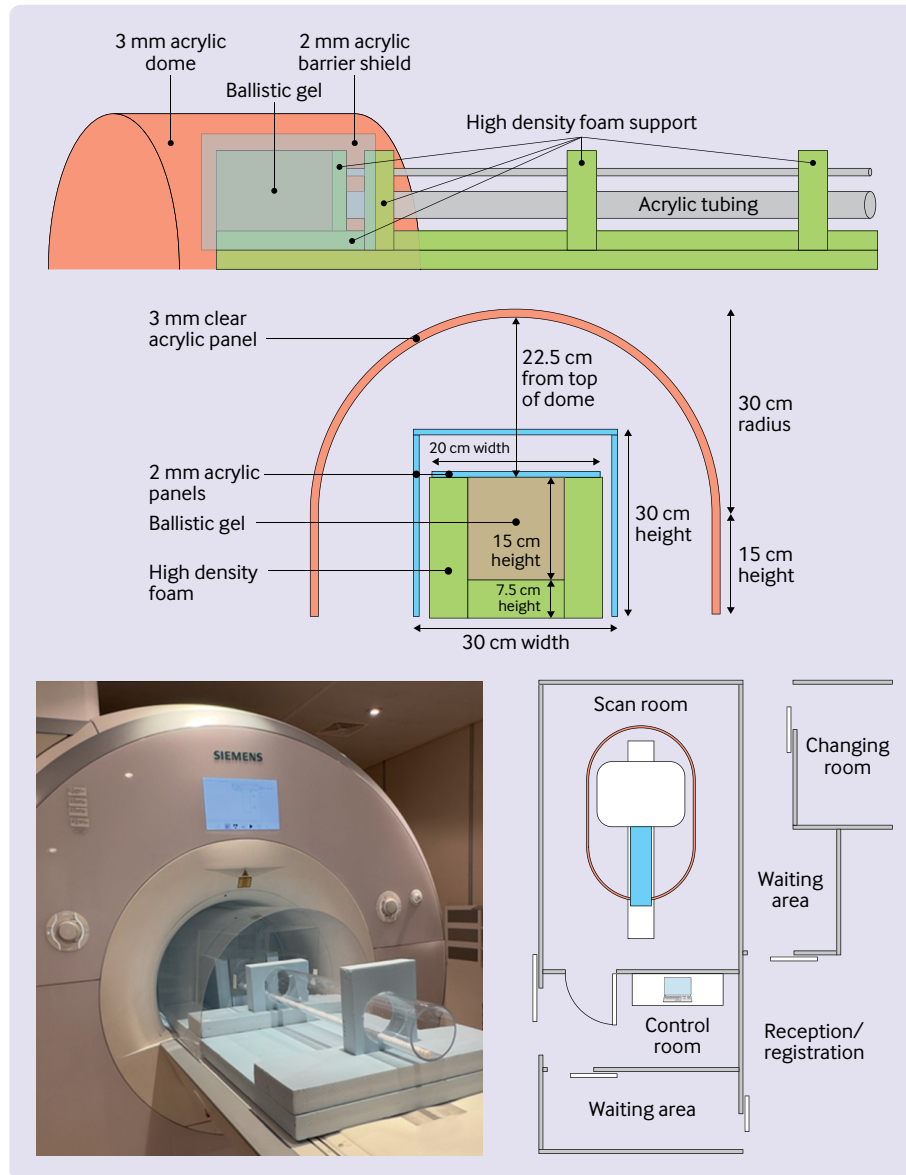 3 mm acrylic
dome
2 mm acrylic
barrier shield
Ballistic gel
High density foam support
Acrylic tubing
3 mm clear
acrylic panel
22.5 cm
from top
of dome
30 cm
radius
20 cm width
2 mm acrylic
panels
Ballistic gel
15 cm
height
30 cm
height
15 cm
height
High density
foam
7.5 cm
height
30 cm width
SIEMENS
Scan room
Changing
room
Waiting
area
Control
room
Reception/
registration
Waiting area